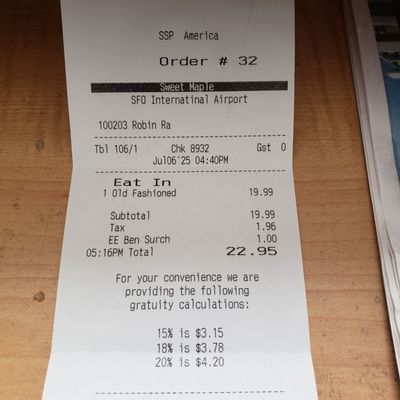 SSP America
Order # 32
Sweet Maple
SFO Internatinal Airport
100203 Robin Ra
Tbl 106/1 Chk 8932 Gst 0
Jul06'25 04:40PM
Eat In
1 Old Fashioned 19.99
Subtotal 19.99
Tax 1.96
EE Ben Surch 1.00
05:16PM Total 22.95
For your convenience we are
providing the following
gratuity calculations:
15% is $3.15
18% is $3.78
20% is $4.20